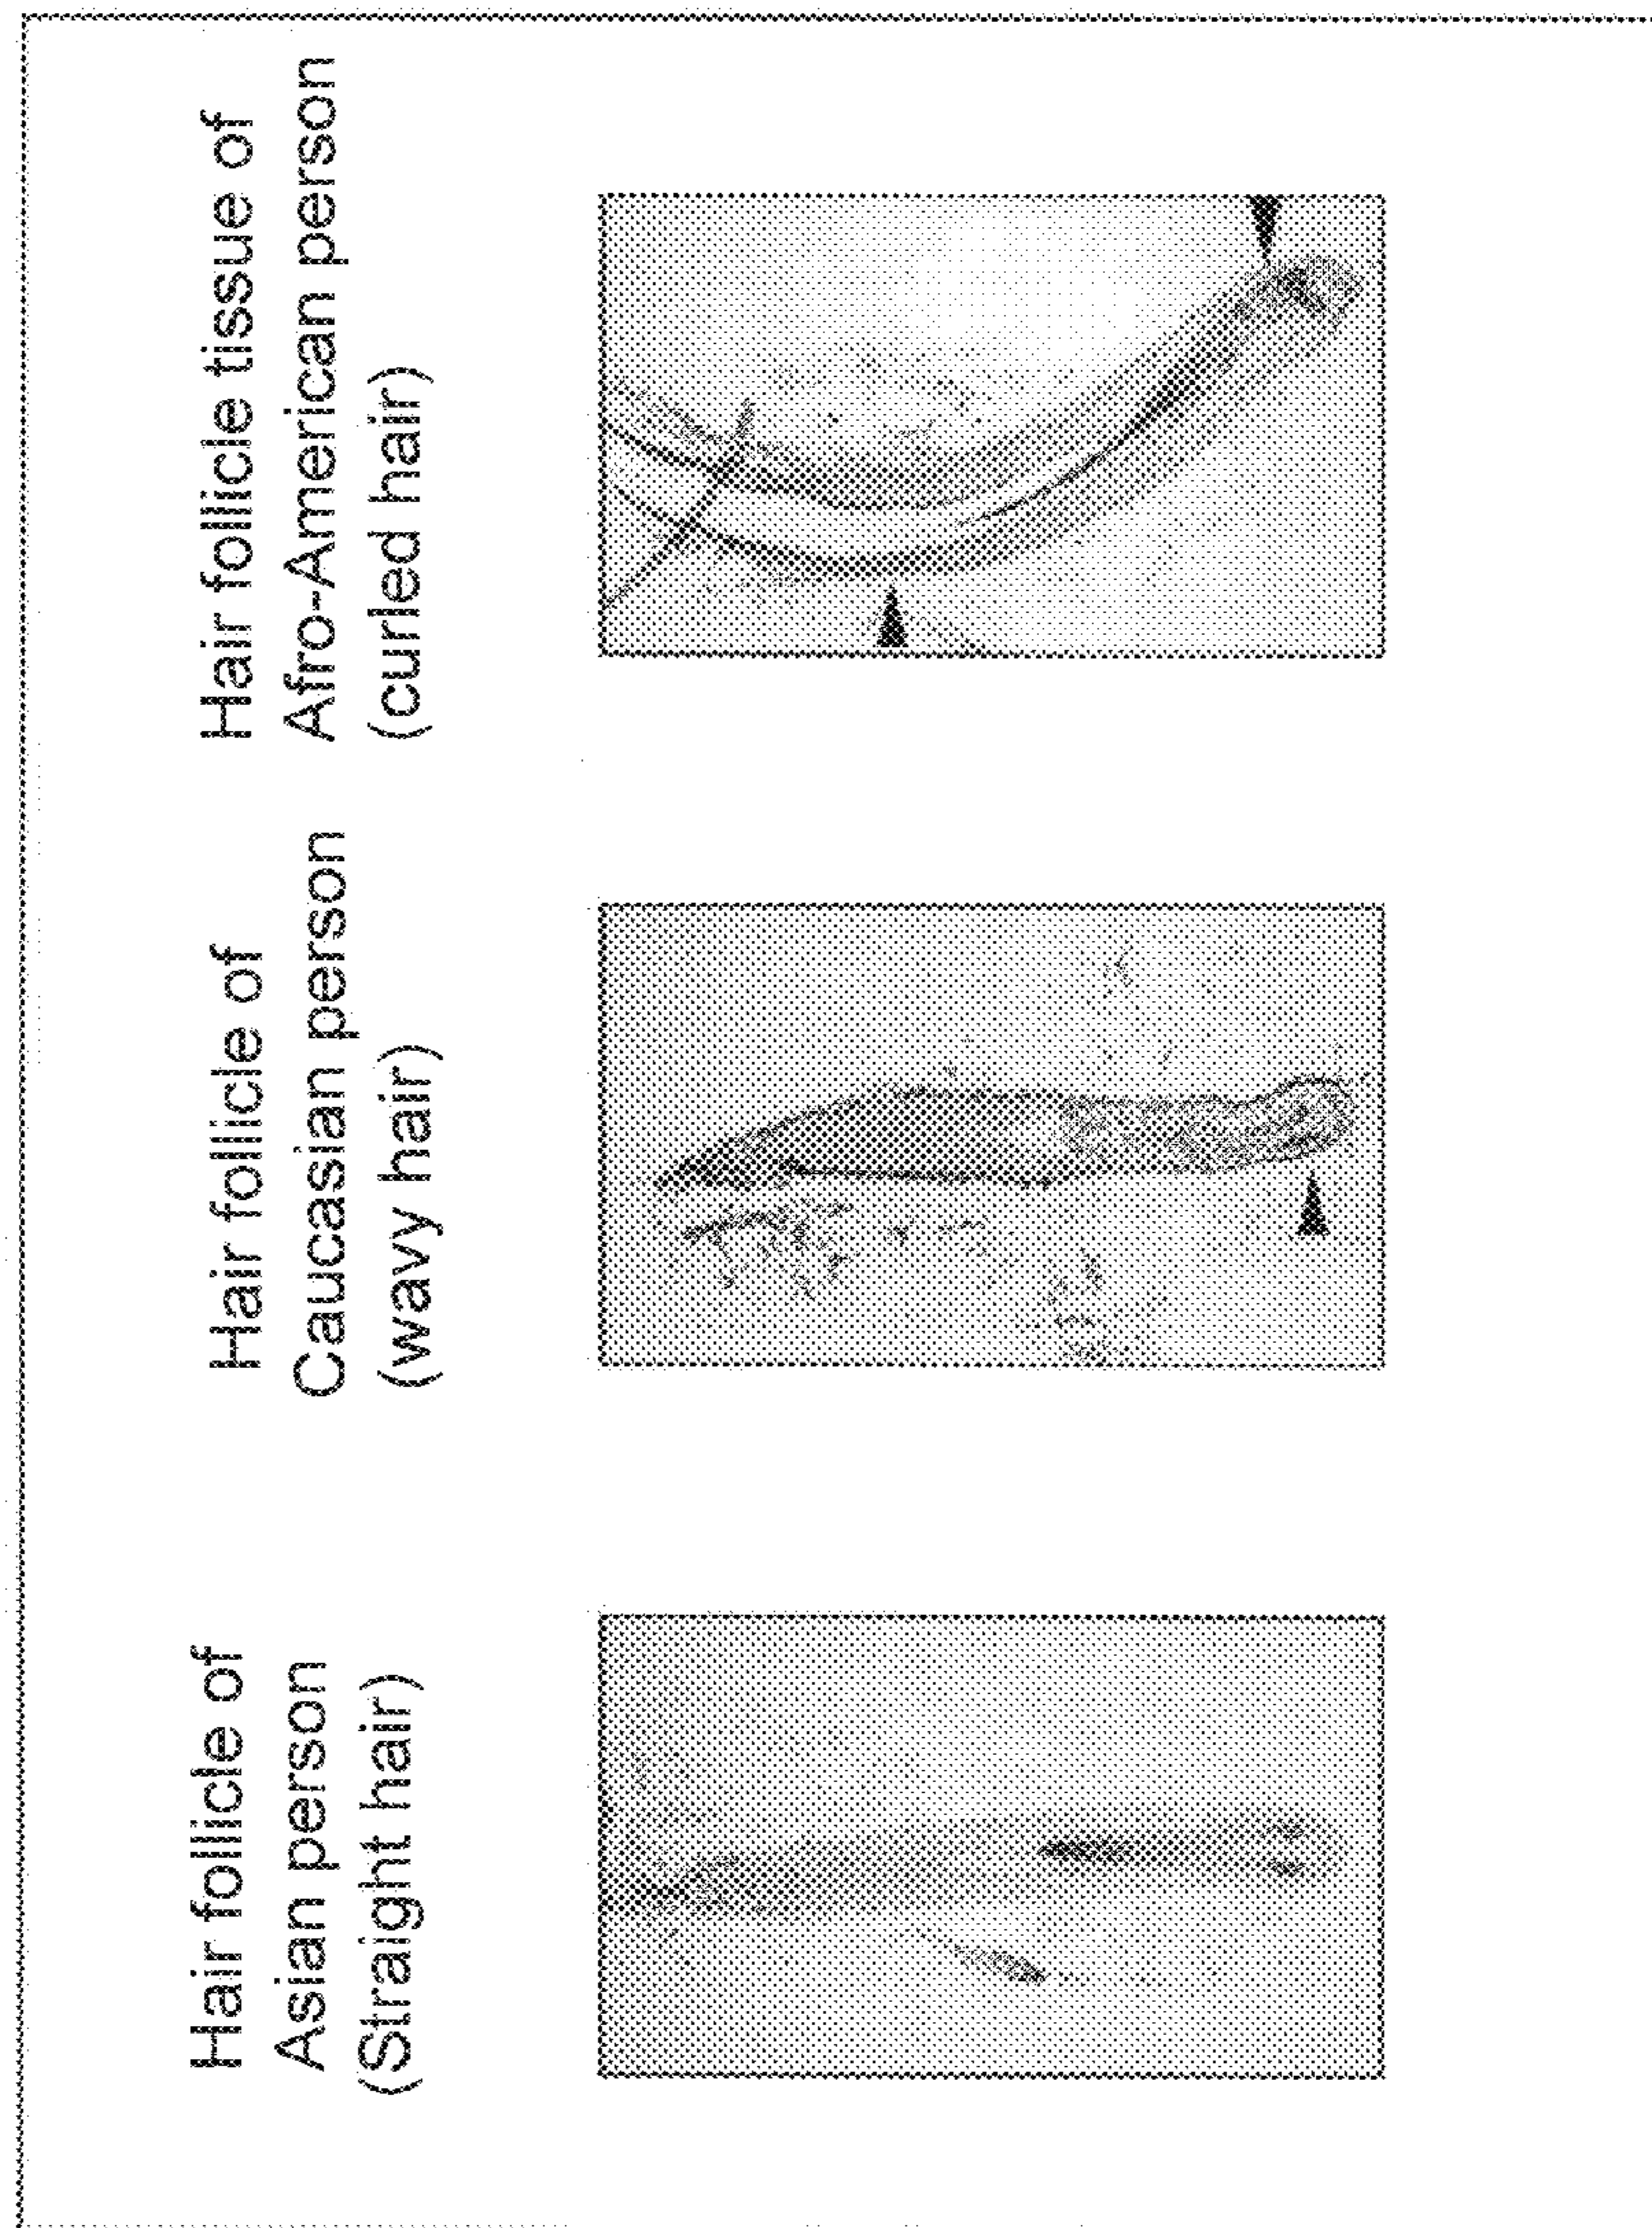 Hair follicle of
Asian person
(Straight hair)
Hair follicle of
Caucasian person
(wavy hair)
Hair follicle tissue of
Afro-American person
(curled hair)